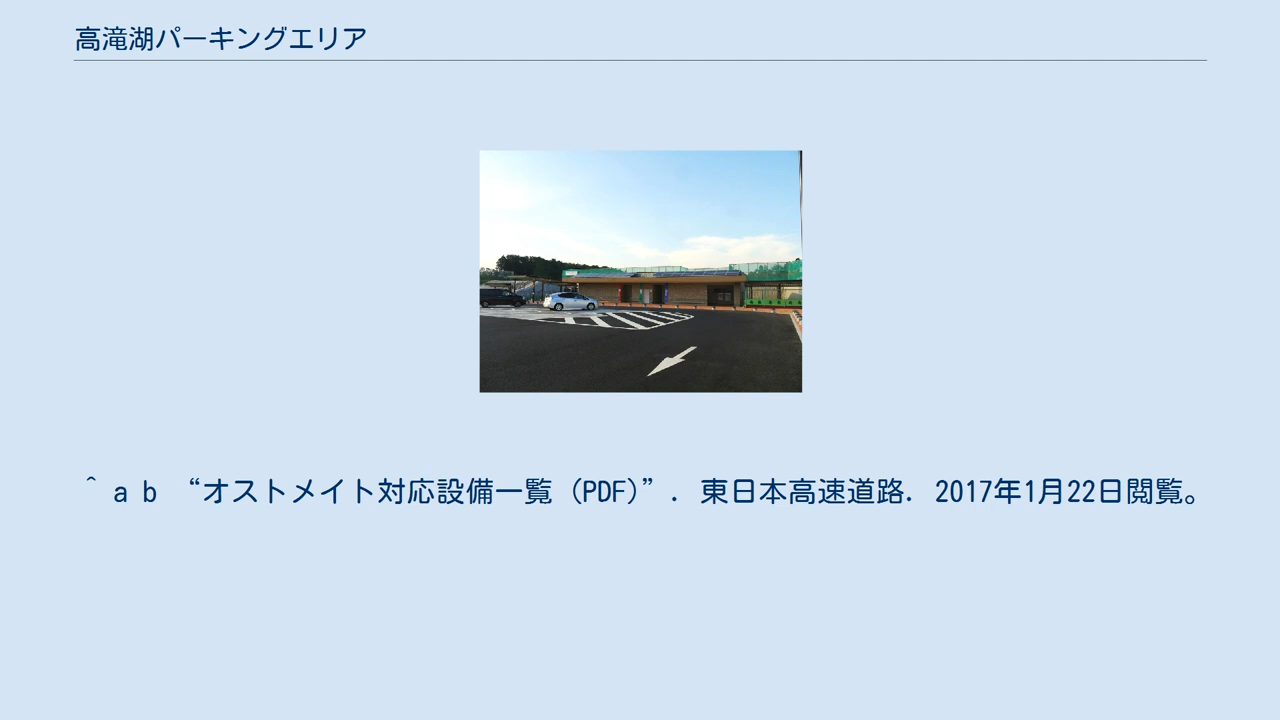 高滝湖パーキングエリア
^ a b “オストメイト対応設備一覧 (PDF)”. 東日本高速道路. 2017年1月22日閲覧。